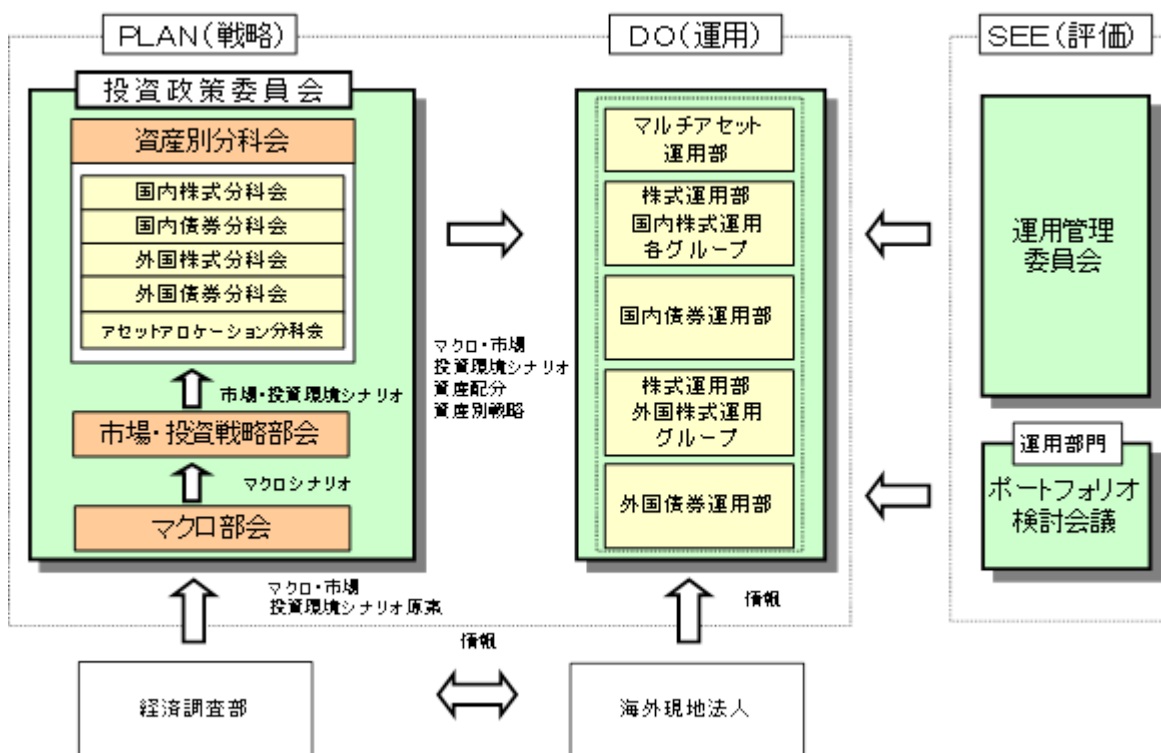 PLAN(戦略)
投資政策委員会
資産別分科会
国内株式分科会
国内債券分科会
外国株式分科会
外国債券分科会
アセットアロケーション分科会
市場・投資環境シナリオ
市場・投資戦略部会
マクロシナリオ
マクロ部会
マクロ・市場
投資環境シナリオ原案
経済調査部
マクロ・市場
投資環境シナリオ
資産配分
資産別戦略
情報
DO(運用)
マルチアセット
運用部
株式運用部
国内株式運用
各グループ
国内債券運用部
株式運用部
外国株式運用
グループ
外国債券運用部
情報
海外現地法人
SEE(評価)
運用管理
委員会
運用部門
ポートフォリオ
検討会議